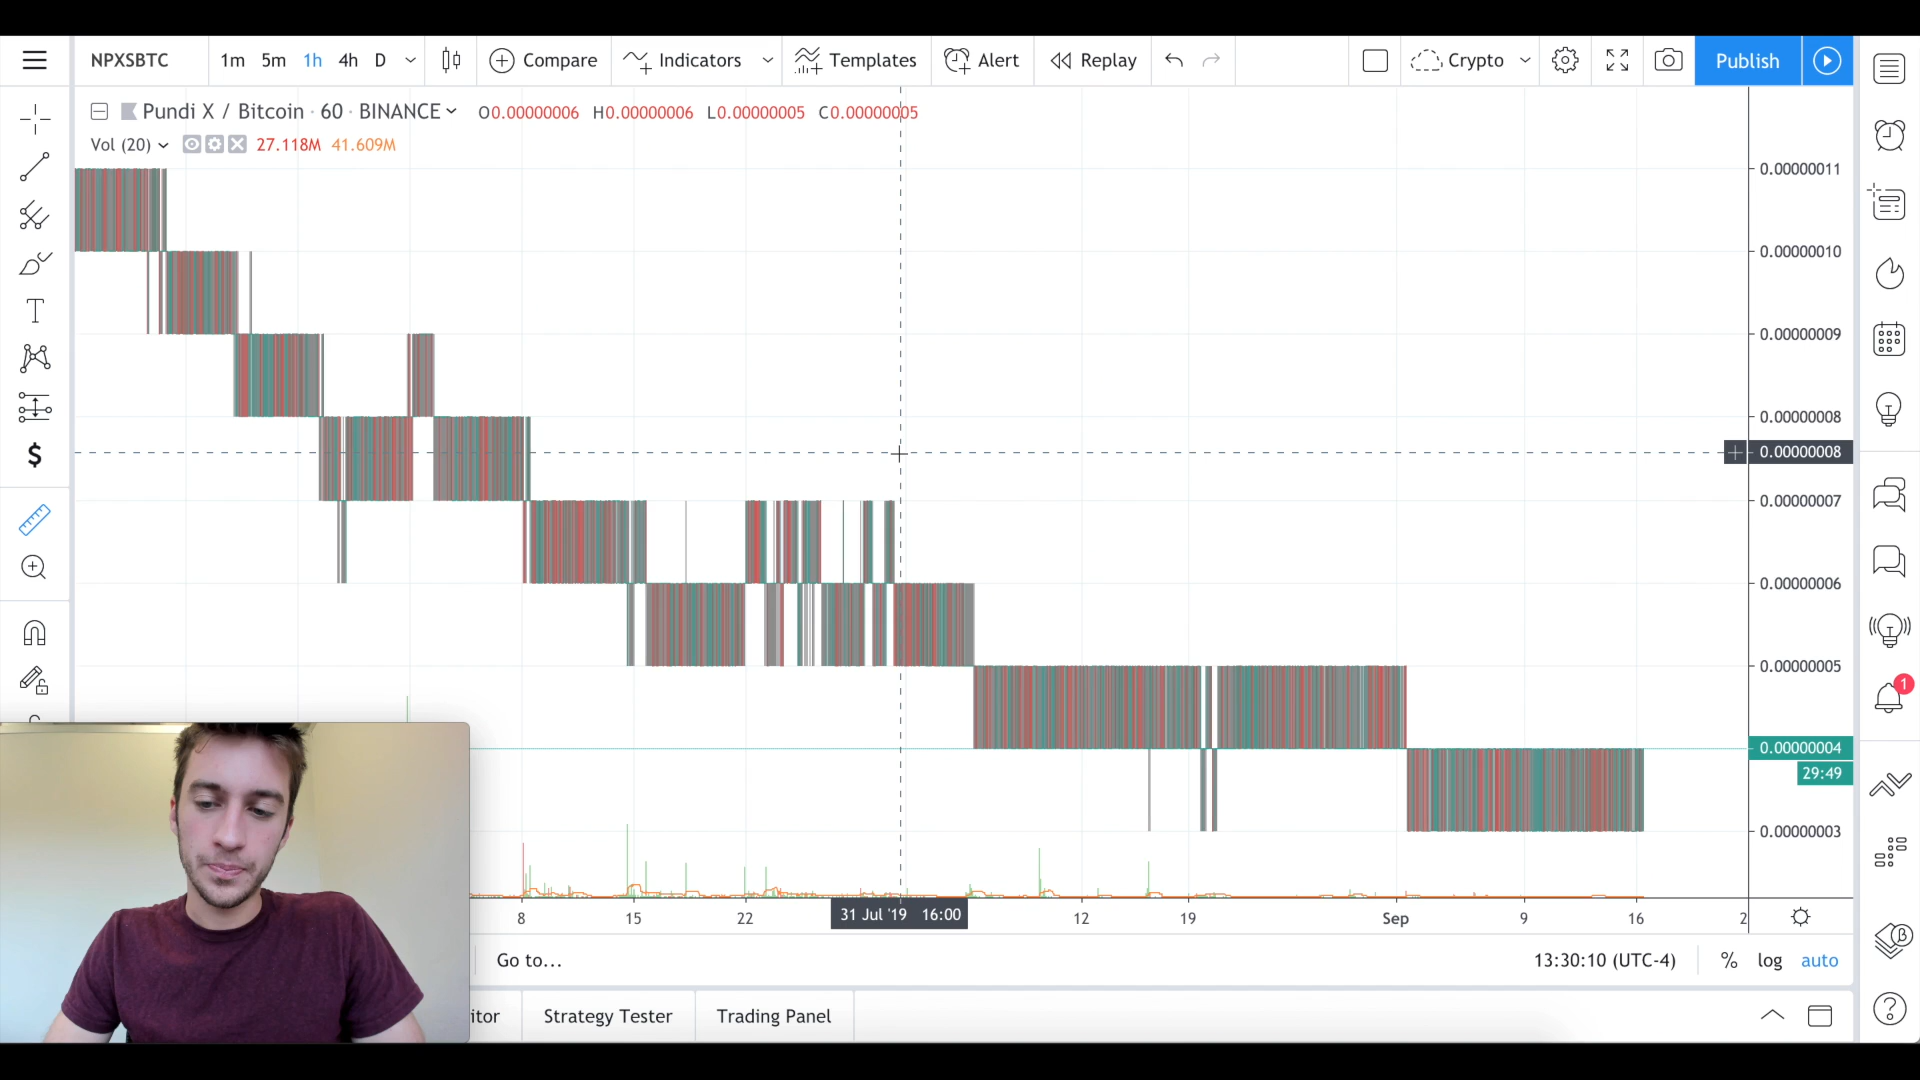 NPXSBTC 1m 5m 1h 4h D Compare Indicators Templates Alert Replay Crypto Publish
Pundi X / Bitcoin · 60 · BINANCE O0.00000006 H0.00000006 L0.00000005 C0.00000005
Vol (20) 27.118M 41.609M
0.00000011
0.00000010
0.00000009
0.00000008
0.00000008
0.00000007
0.00000006
0.00000005
1
0.00000004
29:49
0.00000003
8 15 22 31 Jul '19 16:00 12 19 Sep 9 16 2
Go to... 13:30:10 (UTC-4) % log auto
itor Strategy Tester Trading Panel